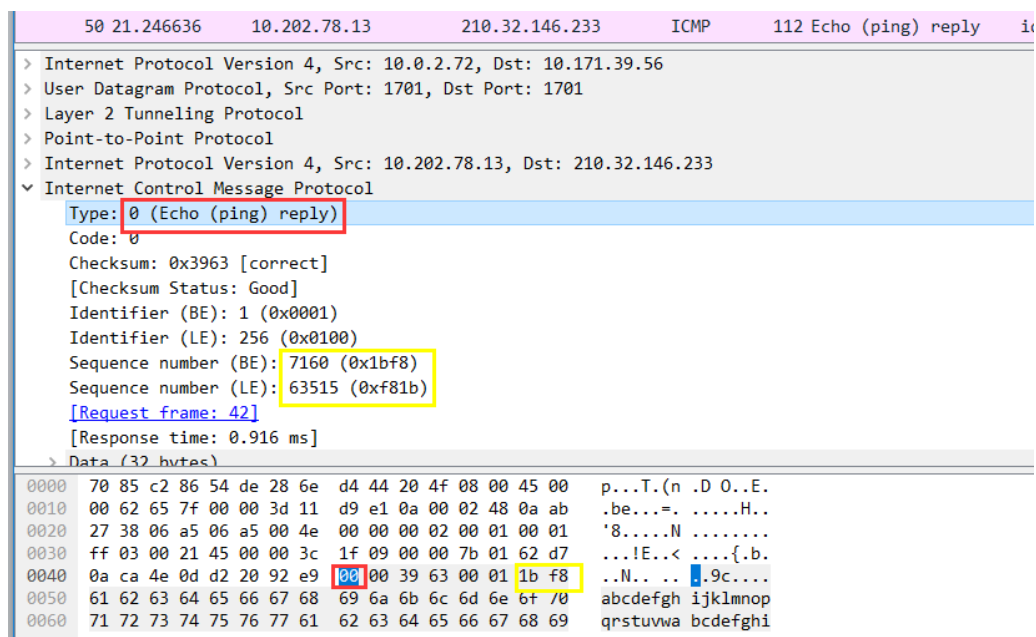 50 21.246636 10.202.78.13 210.32.146.233 ICMP 112 Echo (ping) reply
> Internet Protocol Version 4, Src: 10.0.2.72, Dst: 10.171.39.56
> User Datagram Protocol, Src Port: 1701, Dst Port: 1701
> Layer 2 Tunneling Protocol
> Point-to-Point Protocol
> Internet Protocol Version 4, Src: 10.202.78.13, Dst: 210.32.146.233
Internet Control Message Protocol
Type: 0 (Echo (ping) reply)
Code: 0
Checksum: 0x3963 [correct]
[Checksum Status: Good]
Identifier (BE): 1 (0x0001)
Identifier (LE): 256 (0x0100)
Sequence number (BE): 7160 (0x1bf8)
Sequence number (LE): 63515 (0xf81b)
[Request frame: 42]
[Response time: 0.916 ms]
> Data (32 bytes)
0000 70 85 c2 86 54 de 28 6e d4 44 20 4f 08 00 45 00 p...T.(n .D O..E.
0010 00 62 65 7f 00 00 3d 11 d9 e1 0a 00 02 48 0a ab .be...=. .....H..
0020 27 38 06 a5 06 a5 00 4e 00 00 00 02 00 01 00 01 '8.....N ........
0030 ff 03 00 21 45 00 00 3c 1f 09 00 00 7b 01 62 d7 ...!E..< ....{.b.
0040 0a ca 4e 0d d2 20 92 e9 00 00 39 63 00 01 1b f8 ..N.. .. ..9c....
0050 61 62 63 64 65 66 67 68 69 6a 6b 6c 6d 6e 6f 70 abcdefgh ijklmnop
0060 71 72 73 74 75 76 77 61 62 63 64 65 66 67 68 69 qrstuvwa bcdefghi